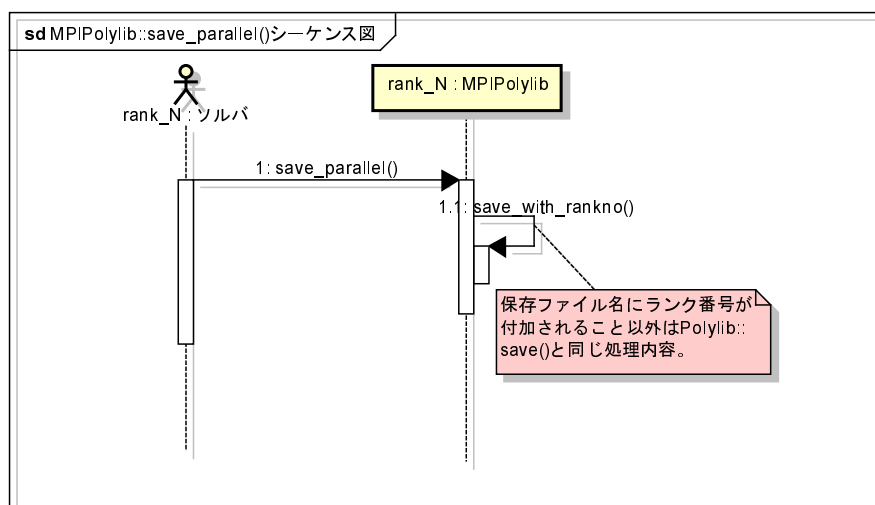 sd MPIPolylib::save_parallel()シーケンス図
rank_N : ソルバ
rank_N : MPIPolylib
1: save_parallel()
1.1: save_with_rankno()
保存ファイル名にランク番号が
付加されること以外はPolylib::
save()と同じ処理内容。